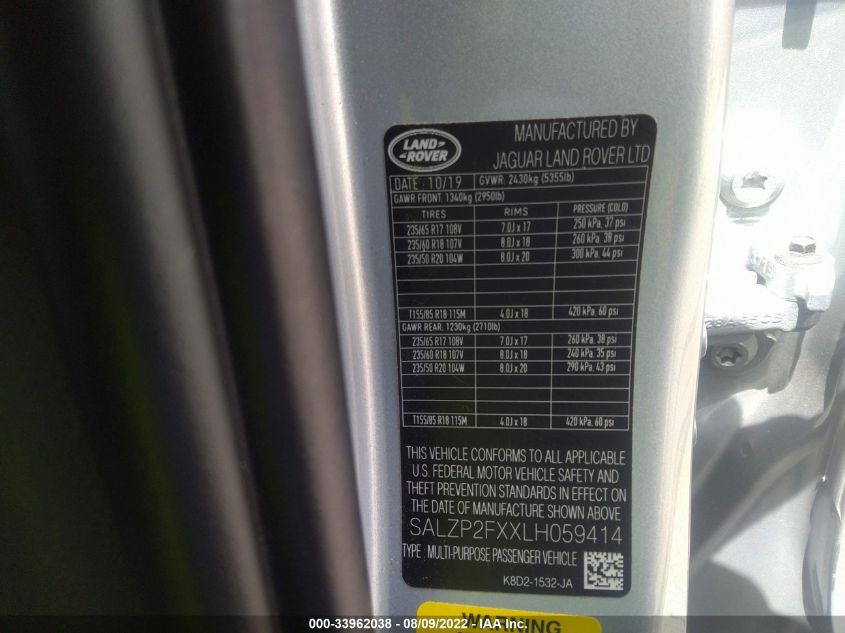 LAND ROVER
MANUFACTURED BY
JAGUAR LAND ROVER LTD
DATE: 10/19 GVWR: 2430kg (5355lb)
GAWR FRONT: 1340kg (2950lb)
TIRES RIMS PRESSURE (COLD)
235/65 R17 108V 7.0J x 17 250 kPa, 37 psi
235/60 R18 107V 8.0J x 18 260 kPa, 38 psi
235/50 R20 104W 8.0J x 20 300 kPa, 44 psi
T155/85 R18 115M 4.0J x 18 420 kPa, 60 psi
GAWR REAR: 1230kg (2710lb)
235/65 R17 108V 7.0J x 17 260 kPa, 38 psi
235/60 R18 107V 8.0J x 18 240 kPa, 35 psi
235/50 R20 104W 8.0J x 20 290 kPa, 43 psi
T155/85 R18 115M 4.0J x 18 420 kPa, 60 psi
THIS VEHICLE CONFORMS TO ALL APPLICABLE
U.S. FEDERAL MOTOR VEHICLE SAFETY AND
THEFT PREVENTION STANDARDS IN EFFECT ON
THE DATE OF MANUFACTURE SHOWN ABOVE
SALZP2FXXLH059414
TYPE: MULTI-PURPOSE PASSENGER VEHICLE
K8D2-1532-JA
WARNING
000-33962038 - 08/09/2022 - IAA Inc.